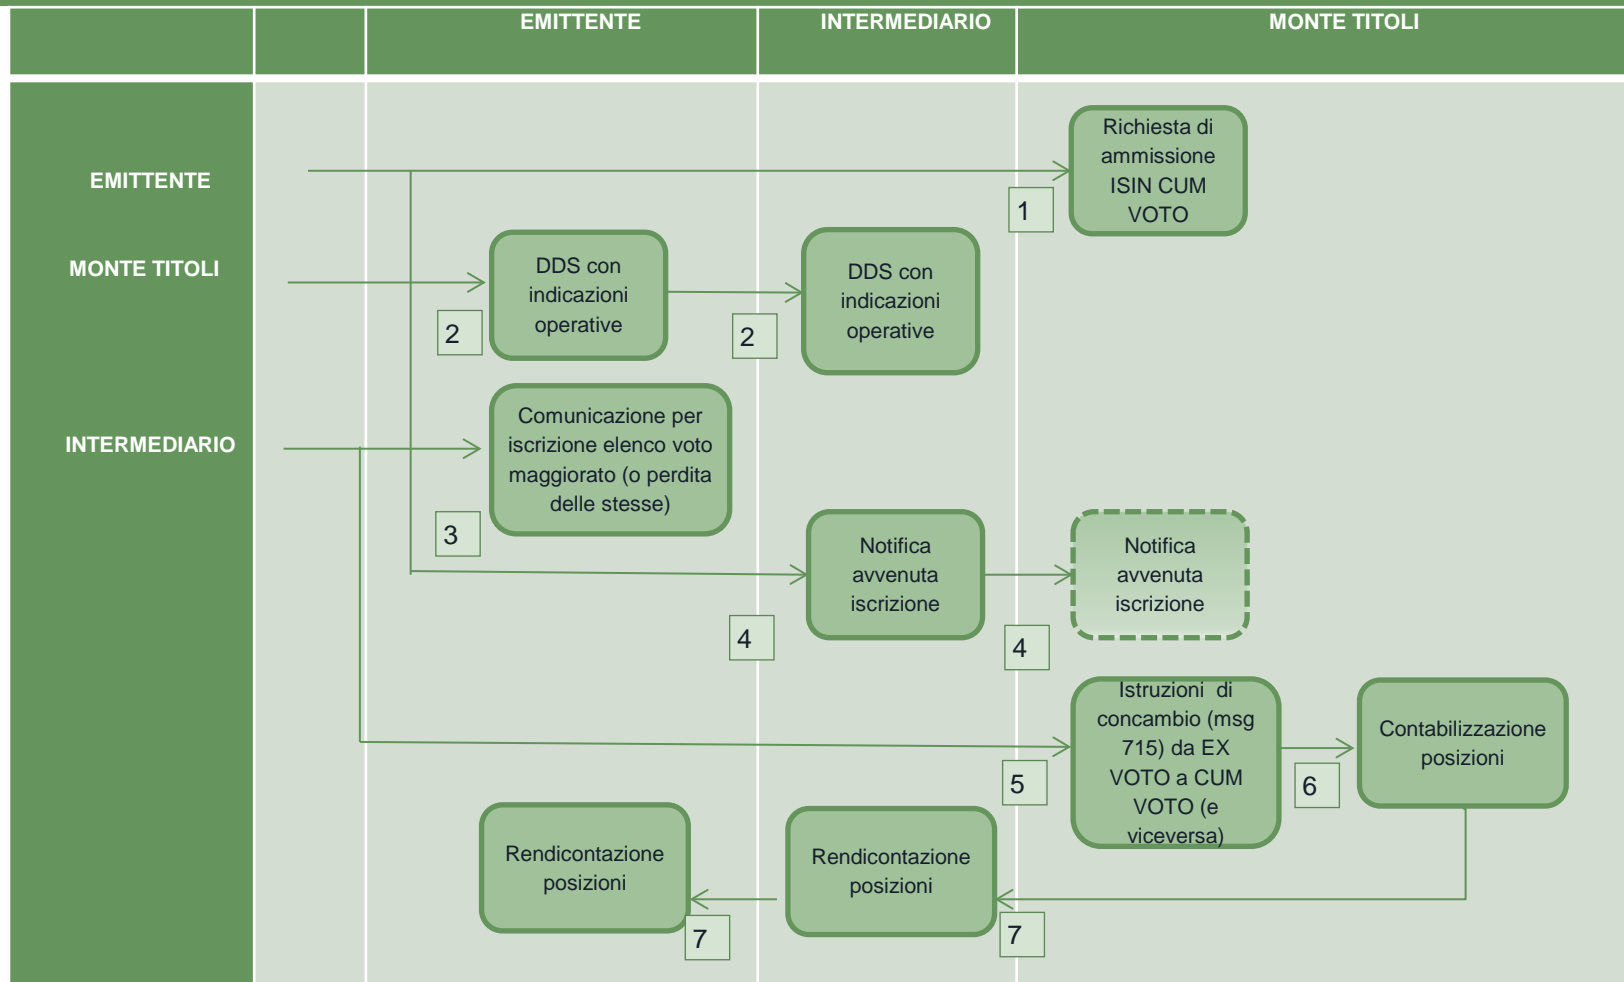 EMITTENTE
INTERMEDIARIO
MONTE TITOLI
EMITTENTE
Richiesta di
ammissione
ISIN CUM
VOTO
1
MONTE TITOLI
DDS con
indicazioni
operative
2
DDS con
indicazioni
operative
2
INTERMEDIARIO
Comunicazione per
iscrizione elenco voto
maggiorato (o perdita
delle stesse)
3
Notifica
avvenuta
iscrizione
4
Notifica
avvenuta
iscrizione
4
Istruzioni di
concambio (msg
715) da EX
VOTO a CUM
VOTO (e
viceversa)
5
Contabilizzazione
posizioni
6
Rendicontazione
posizioni
7
Rendicontazione
posizioni
7